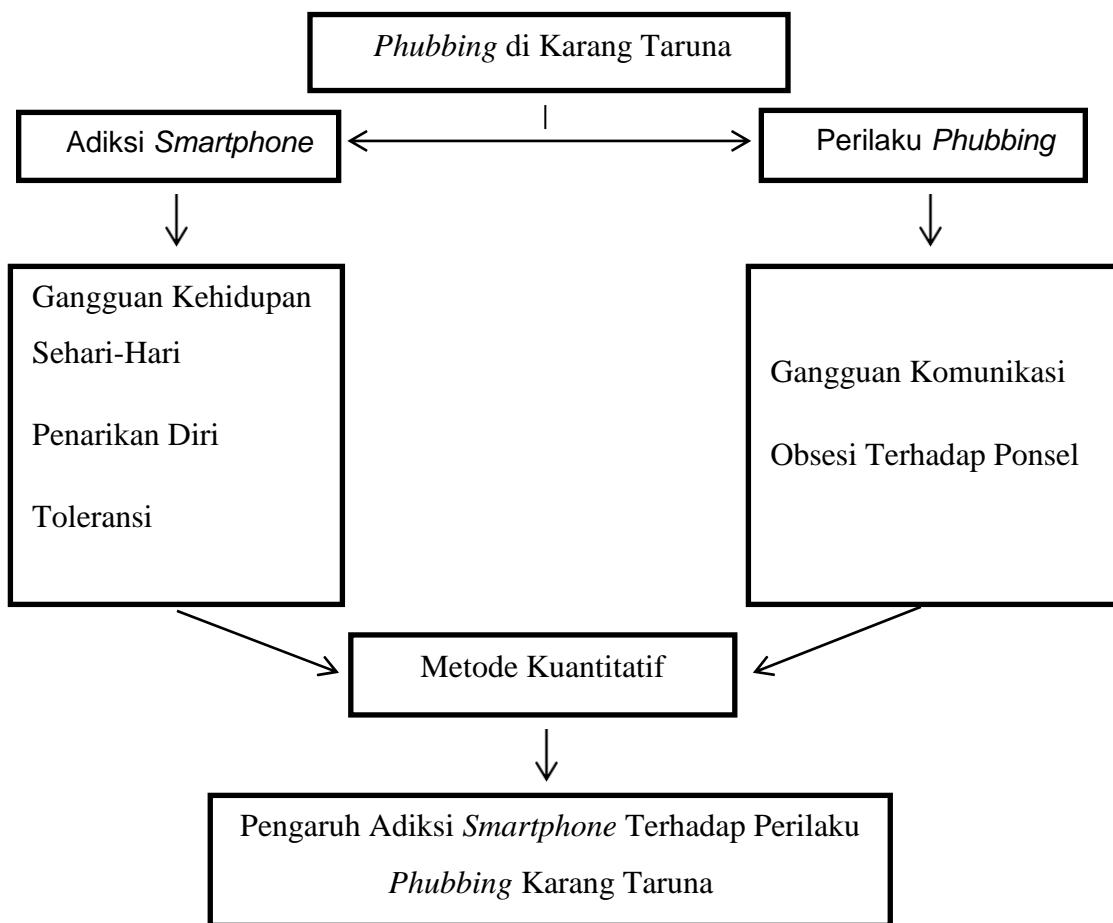 Phubbing di Karang Taruna
Adiksi Smartphone
Perilaku Phubbing
Gangguan Kehidupan
Sehari-Hari
Penarikan Diri
Toleransi
Gangguan Komunikasi
Obsesi Terhadap Ponsel
Metode Kuantitatif
Pengaruh Adiksi Smartphone Terhadap Perilaku
Phubbing Karang Taruna